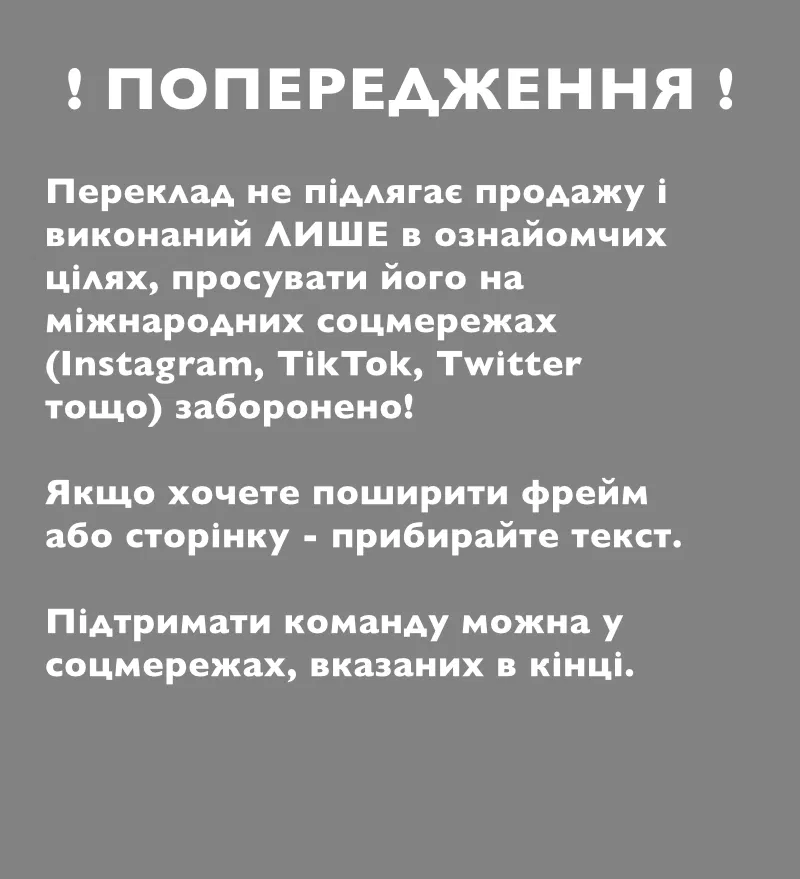 ! ПОПЕРЕДЖЕННЯ !
Переклад не підлягає продажу і
виконаний ЛИШЕ в ознайомчих
цілях, просувати його на
міжнародних соцмережах
(Instagram, TikTok, Twitter
тощо) заборонено!
Якщо хочете поширити фрейм
або сторінку - прибирайте текст.
Підтримати команду можна у
соцмережах, вказаних в кінці.